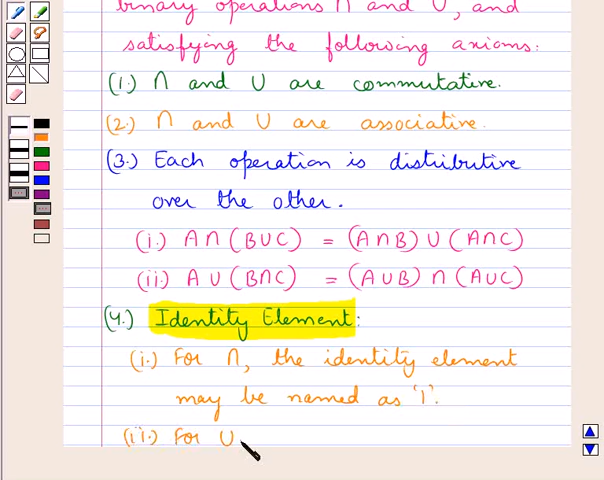 binary operations ∩ and ∪, and
satisfying the following axioms:
(1.) ∩ and ∪ are commutative.
(2.) ∩ and ∪ are associative.
(3.) Each operation is distributive
over the other.
(i.) A∩(B∪C) = (A∩B)∪(A∩C)
(ii.) A∪(B∩C) = (A∪B)∩(A∪C)
(4.) Identity Element:
(i.) For ∩, the identity element
may be named as '1'.
(ii.) For ∪